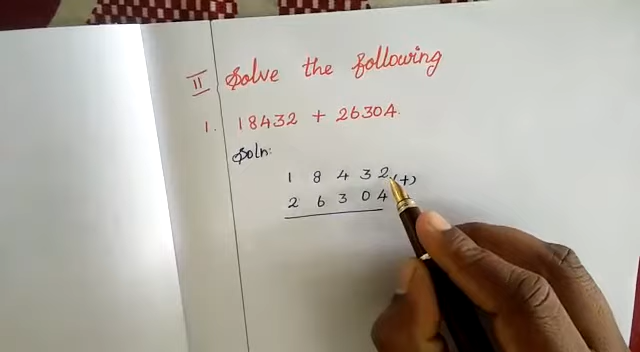 II Solve the following
1. 18432 + 26304.
Soln:
1 8 4 3 2 (+)
2 6 3 0 4